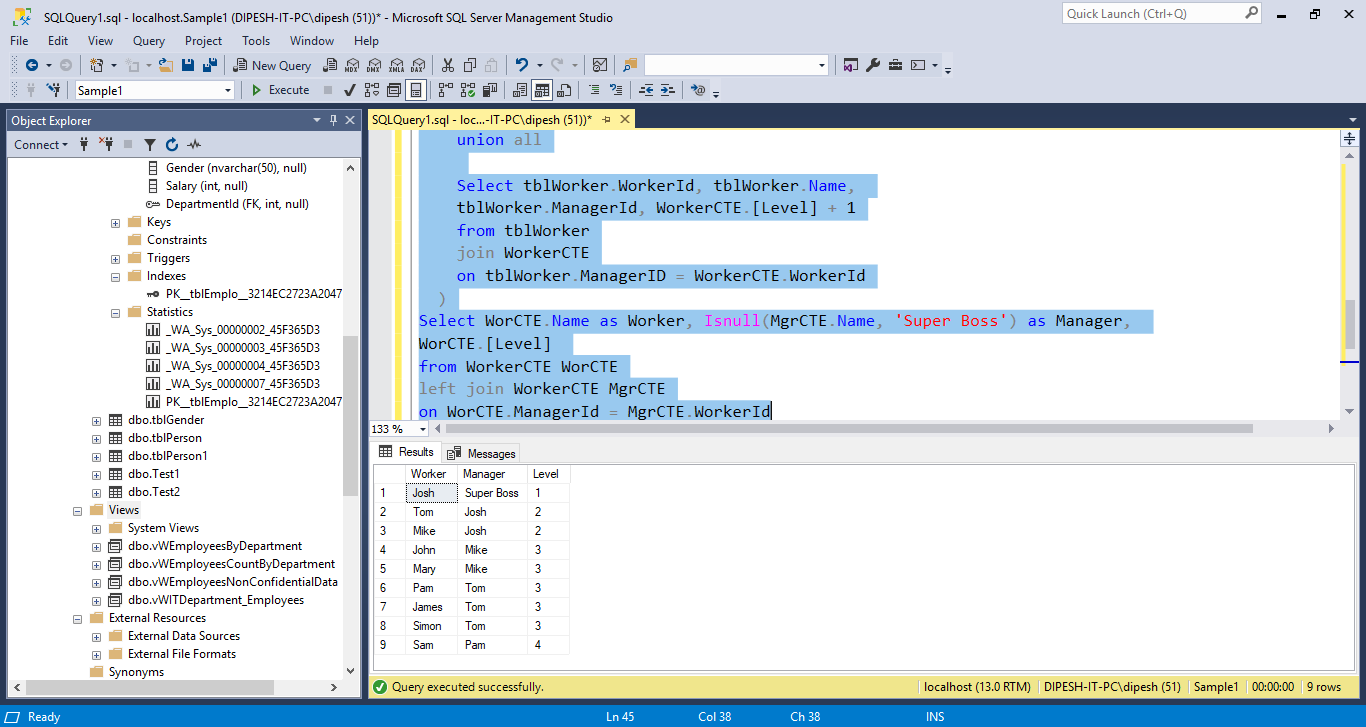 SQLQuery1.sql - localhost.Sample1 (DIPESH-IT-PC\dipesh (51))* - Microsoft SQL Server Management Studio
Quick Launch (Ctrl+Q)
File Edit View Query Project Tools Window Help
New Query MDX DMX XMLA DAX
Sample1 Execute
Object Explorer
Connect
Gender (nvarchar(50), null)
Salary (int, null)
DepartmentId (FK, int, null)
Keys
Constraints
Triggers
Indexes
PK__tblEmplo__3214EC2723A2047
Statistics
_WA_Sys_00000002_45F365D3
_WA_Sys_00000003_45F365D3
_WA_Sys_00000004_45F365D3
_WA_Sys_00000007_45F365D3
PK__tblEmplo__3214EC2723A2047
dbo.tblGender
dbo.tblPerson
dbo.tblPerson1
dbo.Test1
dbo.Test2
Views
System Views
dbo.vWEmployeesByDepartment
dbo.vWEmployeesCountByDepartment
dbo.vWEmployeesNonConfidentialData
dbo.vWITDepartment_Employees
External Resources
External Data Sources
External File Formats
Synonyms
SQLQuery1.sql - loc...-IT-PC\dipesh (51))*
union all
Select tblWorker.WorkerId, tblWorker.Name,
tblWorker.ManagerId, WorkerCTE.[Level] + 1
from tblWorker
join WorkerCTE
on tblWorker.ManagerID = WorkerCTE.WorkerId
)
Select WorCTE.Name as Worker, Isnull(MgrCTE.Name, 'Super Boss') as Manager,
WorCTE.[Level]
from WorkerCTE WorCTE
left join WorkerCTE MgrCTE
on WorCTE.ManagerId = MgrCTE.WorkerId
133 %
Results Messages
Worker Manager Level
1 Josh Super Boss 1
2 Tom Josh 2
3 Mike Josh 2
4 John Mike 3
5 Mary Mike 3
6 Pam Tom 3
7 James Tom 3
8 Simon Tom 3
9 Sam Pam 4
Query executed successfully. localhost (13.0 RTM) DIPESH-IT-PC\dipesh (51) Sample1 00:00:00 9 rows
Ready Ln 45 Col 38 Ch 38 INS